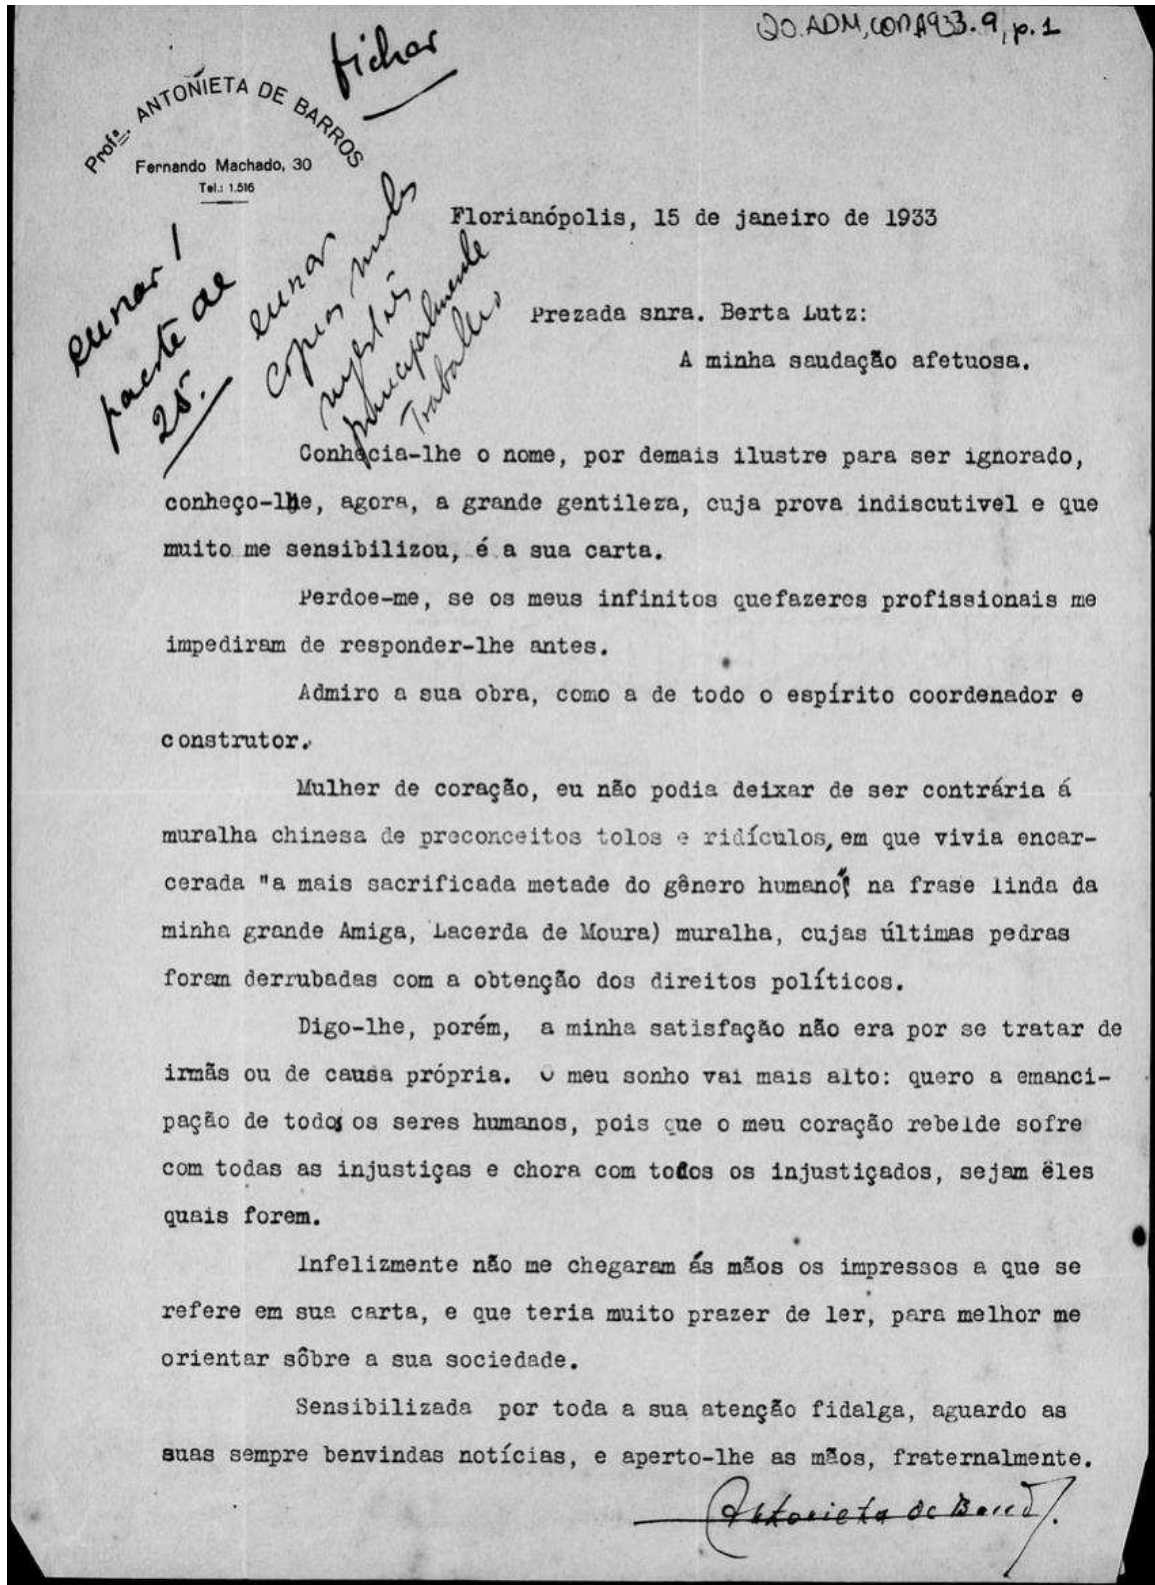 QO.ADM,COR.A933.9, p.1
fichar
Profª. ANTONIETA DE BARROS
Fernando Machado, 30
Tel.: 1.516
Florianópolis, 15 de janeiro de 1933
pacote de
25.
principalmente
Trabalho
Prezada snra. Berta Lutz:
A minha saudação afetuosa.
Conhecia-lhe o nome, por demais ilustre para ser ignorado,
conheço-lhe, agora, a grande gentileza, cuja prova indiscutivel e que
muito me sensibilizou, é a sua carta.
Perdoe-me, se os meus infinitos quefazeres profissionais me
impediram de responder-lhe antes.
Admiro a sua obra, como a de todo o espírito coordenador e
construtor.
Mulher de coração, eu não podia deixar de ser contrária á
muralha chinesa de preconceitos tolos e ridículos, em que vivia encar-
cerada "a mais sacrificada metade do gênero humano"( na frase linda da
minha grande Amiga, Lacerda de Moura) muralha, cujas últimas pedras
foram derrubadas com a obtenção dos direitos políticos.
Digo-lhe, porém, a minha satisfação não era por se tratar de
irmãs ou de causa própria. O meu sonho vai mais alto: quero a emanci-
pação de todos os seres humanos, pois que o meu coração rebelde sofre
com todas as injustiças e chora com todos os injustiçados, sejam êles
quais forem.
Infelizmente não me chegaram ás mãos os impressos a que se
refere em sua carta, e que teria muito prazer de ler, para melhor me
orientar sôbre a sua sociedade.
Sensibilizada por toda a sua atenção fidalga, aguardo as
suas sempre benvindas notícias, e aperto-lhe as mãos, fraternalmente.
Antonieta de Barros.